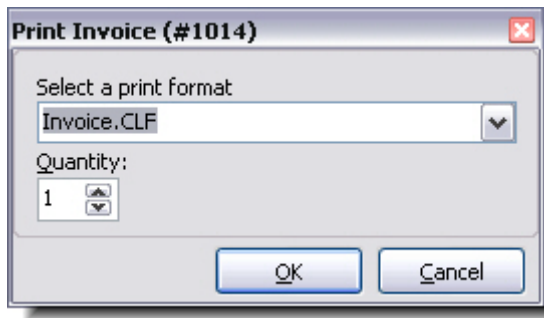 Print Invoice (#1014)
Select a print format
Invoice.CLF
Quantity:
1
OK
Cancel